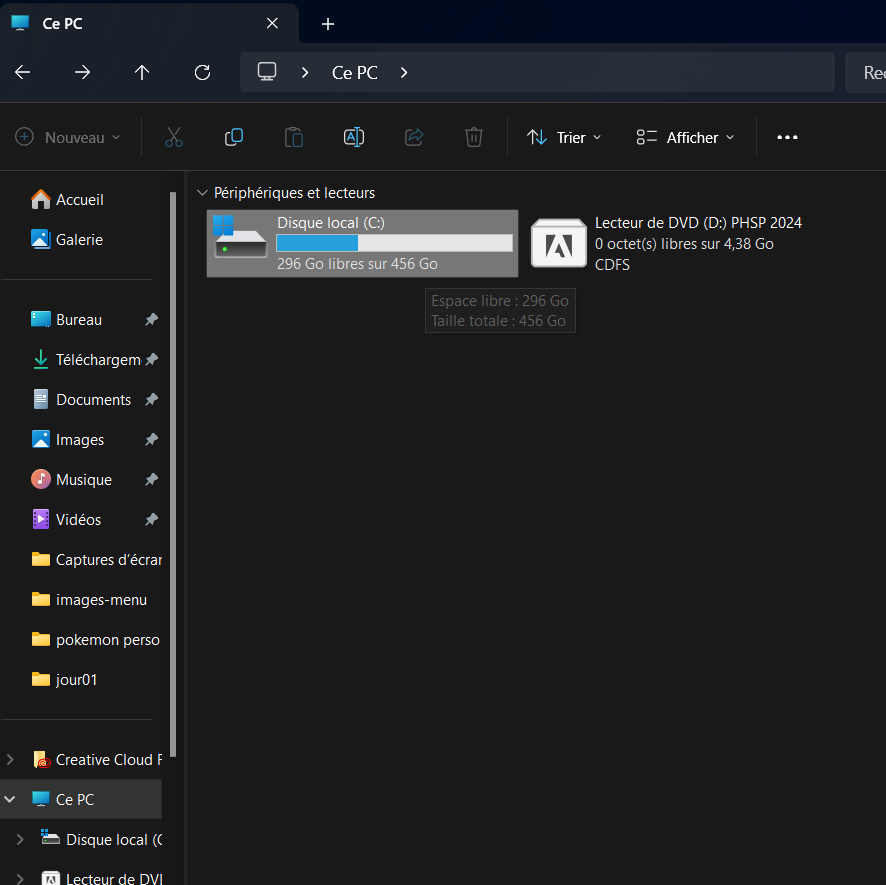 Ce PC
Ce PC
Rec
Nouveau
Trier
Afficher
Accueil
Galerie
Bureau
Téléchargem
Documents
Images
Musique
Vidéos
Captures d’écran
images-menu
pokemon perso
jour01
Creative Cloud F
Ce PC
Disque local (C
Lecteur de DVI
Périphériques et lecteurs
Disque local (C:)
296 Go libres sur 456 Go
Lecteur de DVD (D:) PHSP 2024
0 octet(s) libres sur 4,38 Go
CDFS
Espace libre : 296 Go
Taille totale : 456 Go